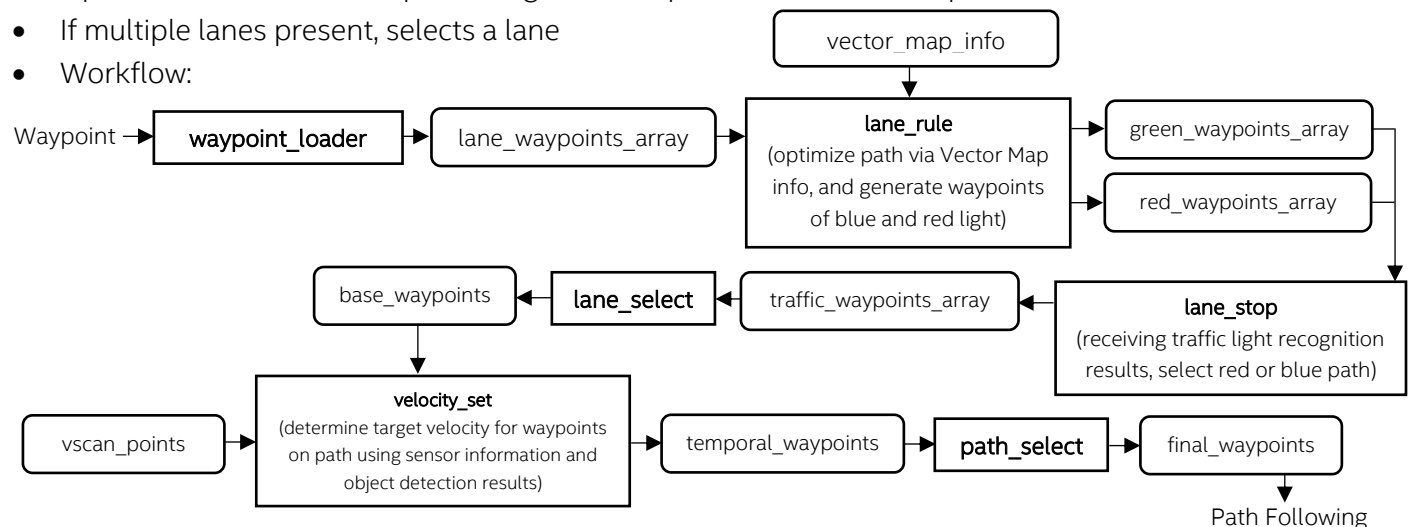 • If multiple lanes present, selects a lane
• Workflow:
vector_map_info
Waypoint
waypoint_loader
lane_waypoints_array
lane_rule
(optimize path via Vector Map
info, and generate waypoints
of blue and red light)
green_waypoints_array
red_waypoints_array
base_waypoints
lane_select
traffic_waypoints_array
lane_stop
(receiving traffic light recognition
results, select red or blue path)
velocity_set
(determine target velocity for waypoints
on path using sensor information and
object detection results)
vscan_points
temporal_waypoints
path_select
final_waypoints
Path Following